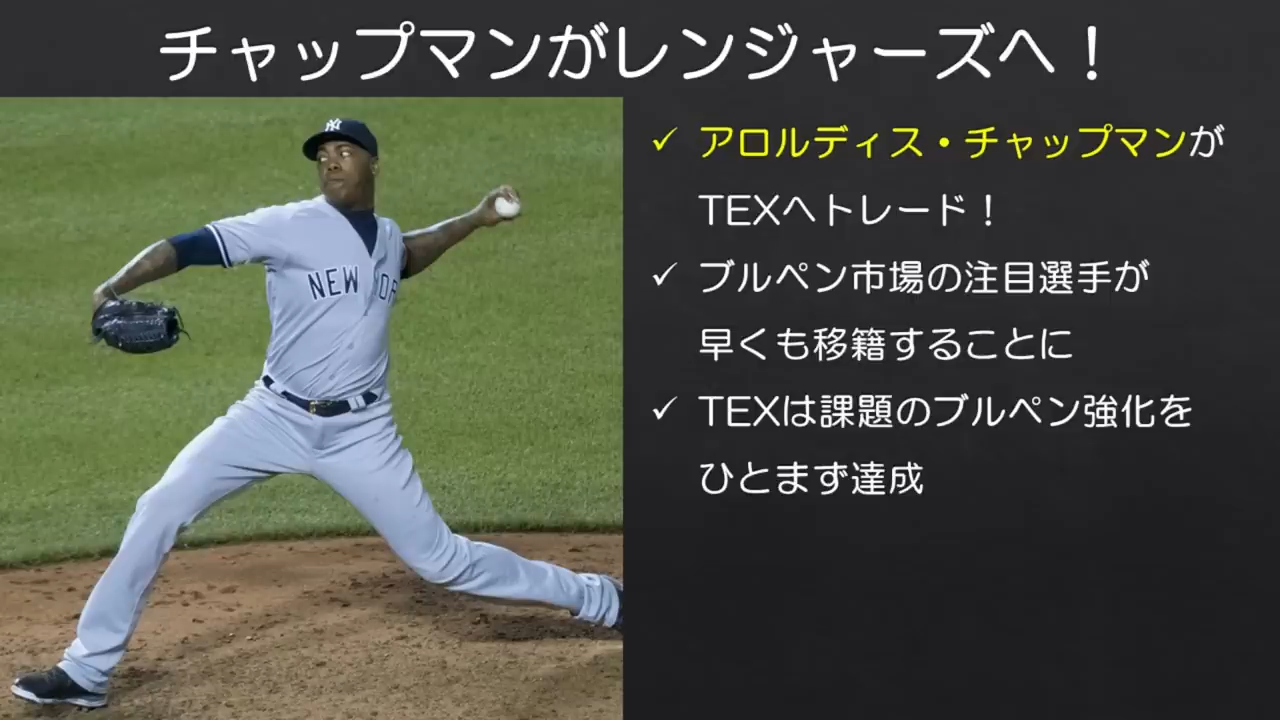 チャップマンがレンジャーズへ！
✓ アロルディス・チャップマンが
TEXへトレード！
✓ ブルペン市場の注目選手が
早くも移籍することに
✓ TEXは課題のブルペン強化を
ひとまず達成
NY
NEW YOR